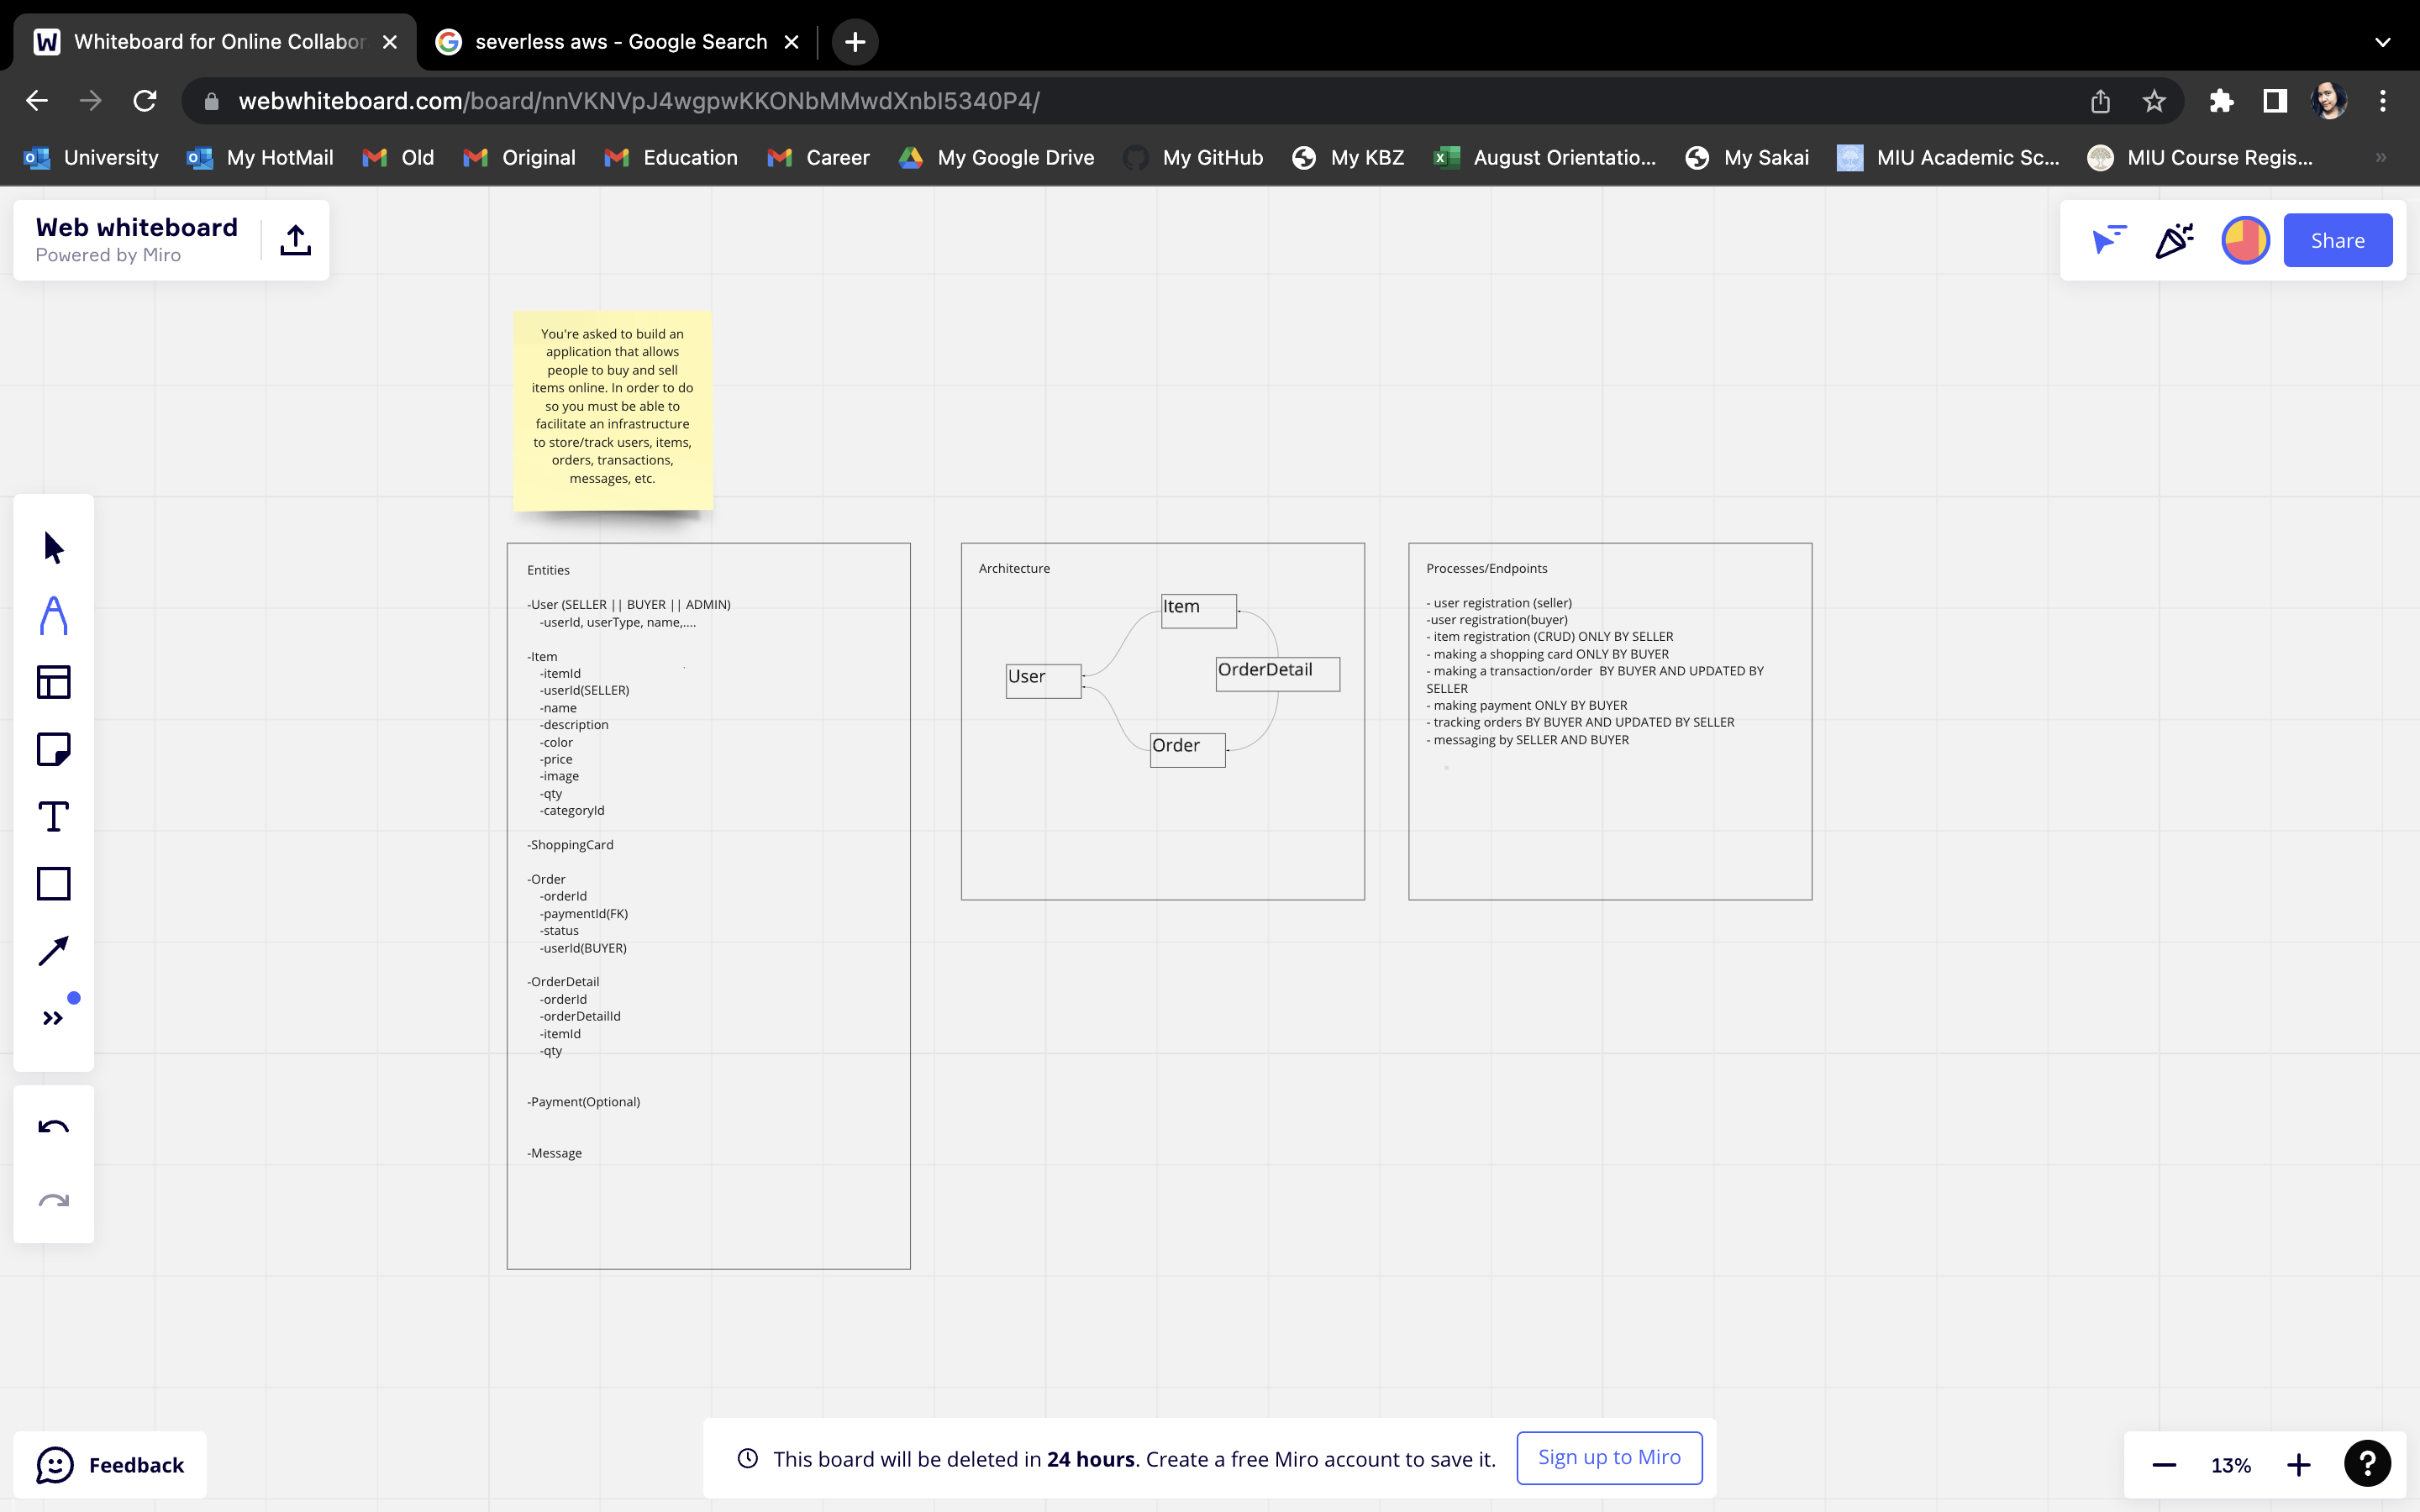 Whiteboard for Online Collabor
severless aws - Google Search
webwhiteboard.com/board/nnVKNVpJ4wgpwKKONbMMwdXnbI5340P4/
University
My HotMail
Old
Original
Education
Career
My Google Drive
My GitHub
My KBZ
August Orientatio...
My Sakai
MIU Academic Sc...
MIU Course Regis...
Web whiteboard
Powered by Miro
Share
You're asked to build an
application that allows
people to buy and sell
items online. In order to do
so you must be able to
facilitate an infrastructure
to store/track users, items,
orders, transactions,
messages, etc.
Entities
-User (SELLER || BUYER || ADMIN)
-userId, userType, name,....
-Item
-itemId
-userId(SELLER)
-name
-description
-color
-price
-image
-qty
-categoryId
-ShoppingCard
-Order
-orderId
-paymentId(FK)
-status
-userId(BUYER)
-OrderDetail
-orderId
-orderDetailId
-itemId
-qty
-Payment(Optional)
-Message
Architecture
Item
User
OrderDetail
Order
Processes/Endpoints
- user registration (seller)
-user registration(buyer)
- item registration (CRUD) ONLY BY SELLER
- making a shopping card ONLY BY BUYER
- making a transaction/order  BY BUYER AND UPDATED BY
SELLER
- making payment ONLY BY BUYER
- tracking orders BY BUYER AND UPDATED BY SELLER
- messaging by SELLER AND BUYER
Feedback
This board will be deleted in 24 hours. Create a free Miro account to save it.
Sign up to Miro
13%